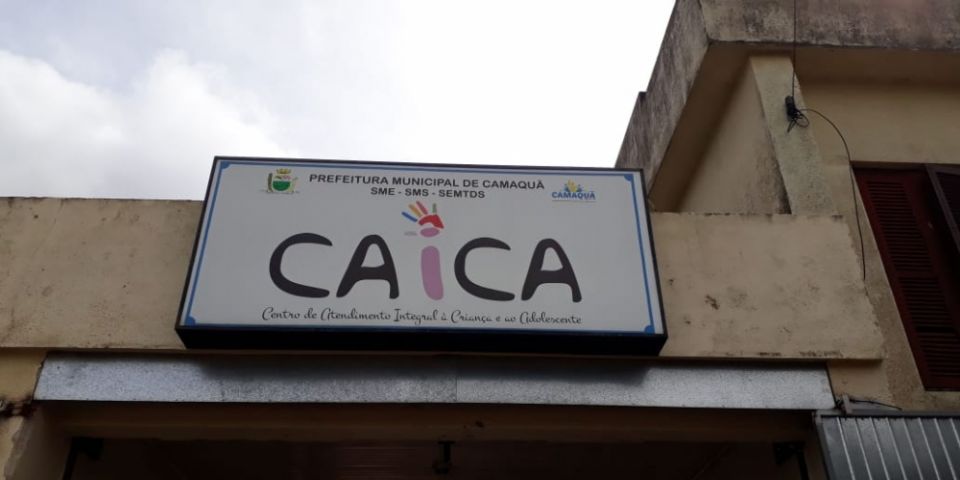 PREFEITURA MUNICIPAL DE CAMAQUÃ
SME - SMS - SEMTDS
CAMAQUÃ
CAiCA
Centro de Atendimento Integral à Criança e ao Adolescente